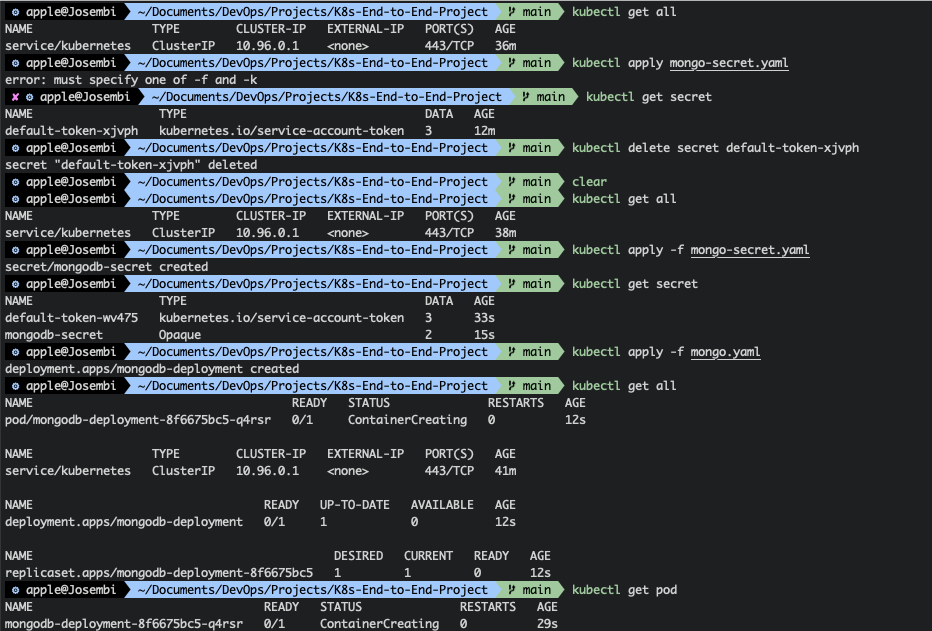 apple@Josembi ~/Documents/DevOps/Projects/K8s-End-to-End-Project main kubectl get all
NAME TYPE CLUSTER-IP EXTERNAL-IP PORT(S) AGE
service/kubernetes ClusterIP 10.96.0.1 <none> 443/TCP 36m
apple@Josembi ~/Documents/DevOps/Projects/K8s-End-to-End-Project main kubectl apply mongo-secret.yaml
error: must specify one of -f and -k
✘ apple@Josembi ~/Documents/DevOps/Projects/K8s-End-to-End-Project main kubectl get secret
NAME TYPE DATA AGE
default-token-xjvph kubernetes.io/service-account-token 3 12m
apple@Josembi ~/Documents/DevOps/Projects/K8s-End-to-End-Project main kubectl delete secret default-token-xjvph
secret "default-token-xjvph" deleted
apple@Josembi ~/Documents/DevOps/Projects/K8s-End-to-End-Project main clear
apple@Josembi ~/Documents/DevOps/Projects/K8s-End-to-End-Project main kubectl get all
NAME TYPE CLUSTER-IP EXTERNAL-IP PORT(S) AGE
service/kubernetes ClusterIP 10.96.0.1 <none> 443/TCP 38m
apple@Josembi ~/Documents/DevOps/Projects/K8s-End-to-End-Project main kubectl apply -f mongo-secret.yaml
secret/mongodb-secret created
apple@Josembi ~/Documents/DevOps/Projects/K8s-End-to-End-Project main kubectl get secret
NAME TYPE DATA AGE
default-token-wv475 kubernetes.io/service-account-token 3 33s
mongodb-secret Opaque 2 15s
apple@Josembi ~/Documents/DevOps/Projects/K8s-End-to-End-Project main kubectl apply -f mongo.yaml
deployment.apps/mongodb-deployment created
apple@Josembi ~/Documents/DevOps/Projects/K8s-End-to-End-Project main kubectl get all
NAME READY STATUS RESTARTS AGE
pod/mongodb-deployment-8f6675bc5-q4rsr 0/1 ContainerCreating 0 12s
NAME TYPE CLUSTER-IP EXTERNAL-IP PORT(S) AGE
service/kubernetes ClusterIP 10.96.0.1 <none> 443/TCP 41m
NAME READY UP-TO-DATE AVAILABLE AGE
deployment.apps/mongodb-deployment 0/1 1 0 12s
NAME DESIRED CURRENT READY AGE
replicaset.apps/mongodb-deployment-8f6675bc5 1 1 0 12s
apple@Josembi ~/Documents/DevOps/Projects/K8s-End-to-End-Project main kubectl get pod
NAME READY STATUS RESTARTS AGE
mongodb-deployment-8f6675bc5-q4rsr 0/1 ContainerCreating 0 29s